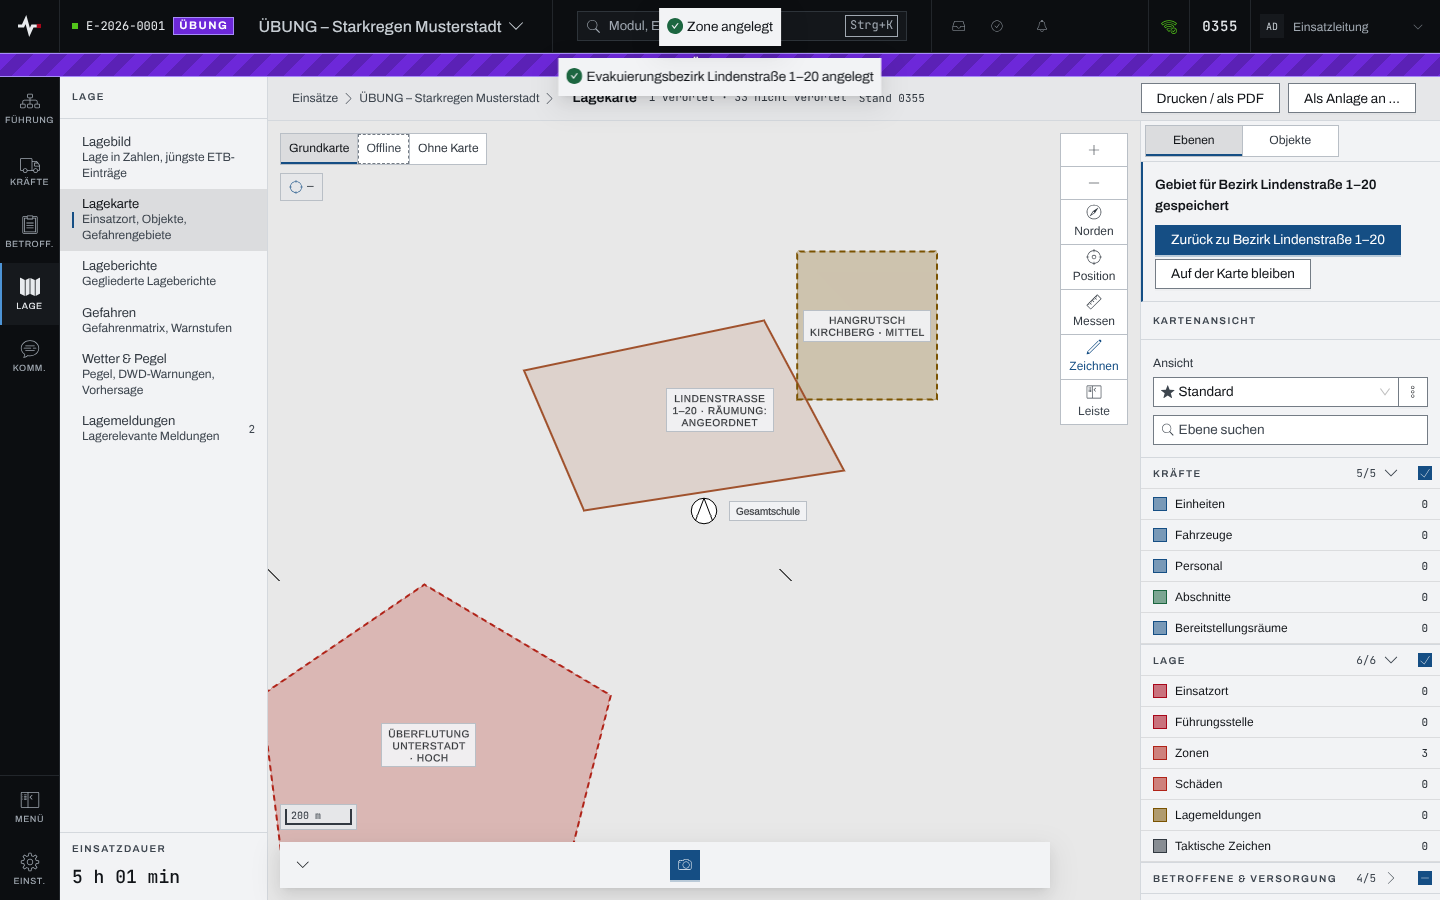 E-2026-0001 ÜBUNG
ÜBUNG – Starkregen Musterstadt
Modul, E
Strg+K
Zone angelegt
0355
AD Einsatzleitung
Evakuierungsbezirk Lindenstraße 1–20 angelegt
FÜHRUNG
KRÄFTE
BETROFF.
LAGE
KOMM.
MENÜ
EINST.
LAGE
Lagebild
Lage in Zahlen, jüngste ETB-
Einträge
Lagekarte
Einsatzort, Objekte,
Gefahrengebiete
Lageberichte
Gegliederte Lageberichte
Gefahren
Gefahrenmatrix, Warnstufen
Wetter & Pegel
Pegel, DWD-Warnungen,
Vorhersage
Lagemeldungen
Lagerelevante Meldungen 2
EINSATZDAUER
5 h 01 min
Einsätze
ÜBUNG – Starkregen Musterstadt
Lagekarte 1 verortet · 33 nicht verortet Stand 0355
Drucken / als PDF
Als Anlage an ...
Grundkarte Offline Ohne Karte
–
+
–
Norden
Position
Messen
Zeichnen
Leiste
HANGRUTSCH
KIRCHBERG · MITTEL
LINDENSTRASSE
1–20 · RÄUMUNG:
ANGEORDNET
Gesamtschule
ÜBERFLUTUNG
UNTERSTADT
· HOCH
200 m
Ebenen Objekte
Gebiet für Bezirk Lindenstraße 1–20
gespeichert
Zurück zu Bezirk Lindenstraße 1–20
Auf der Karte bleiben
KARTENANSICHT
Ansicht
Standard
Ebene suchen
KRÄFTE 5/5
Einheiten 0
Fahrzeuge 0
Personal 0
Abschnitte 0
Bereitstellungsräume 0
LAGE 6/6
Einsatzort 0
Führungsstelle 0
Zonen 3
Schäden 0
Lagemeldungen 0
Taktische Zeichen 0
BETROFFENE & VERSORGUNG 4/5